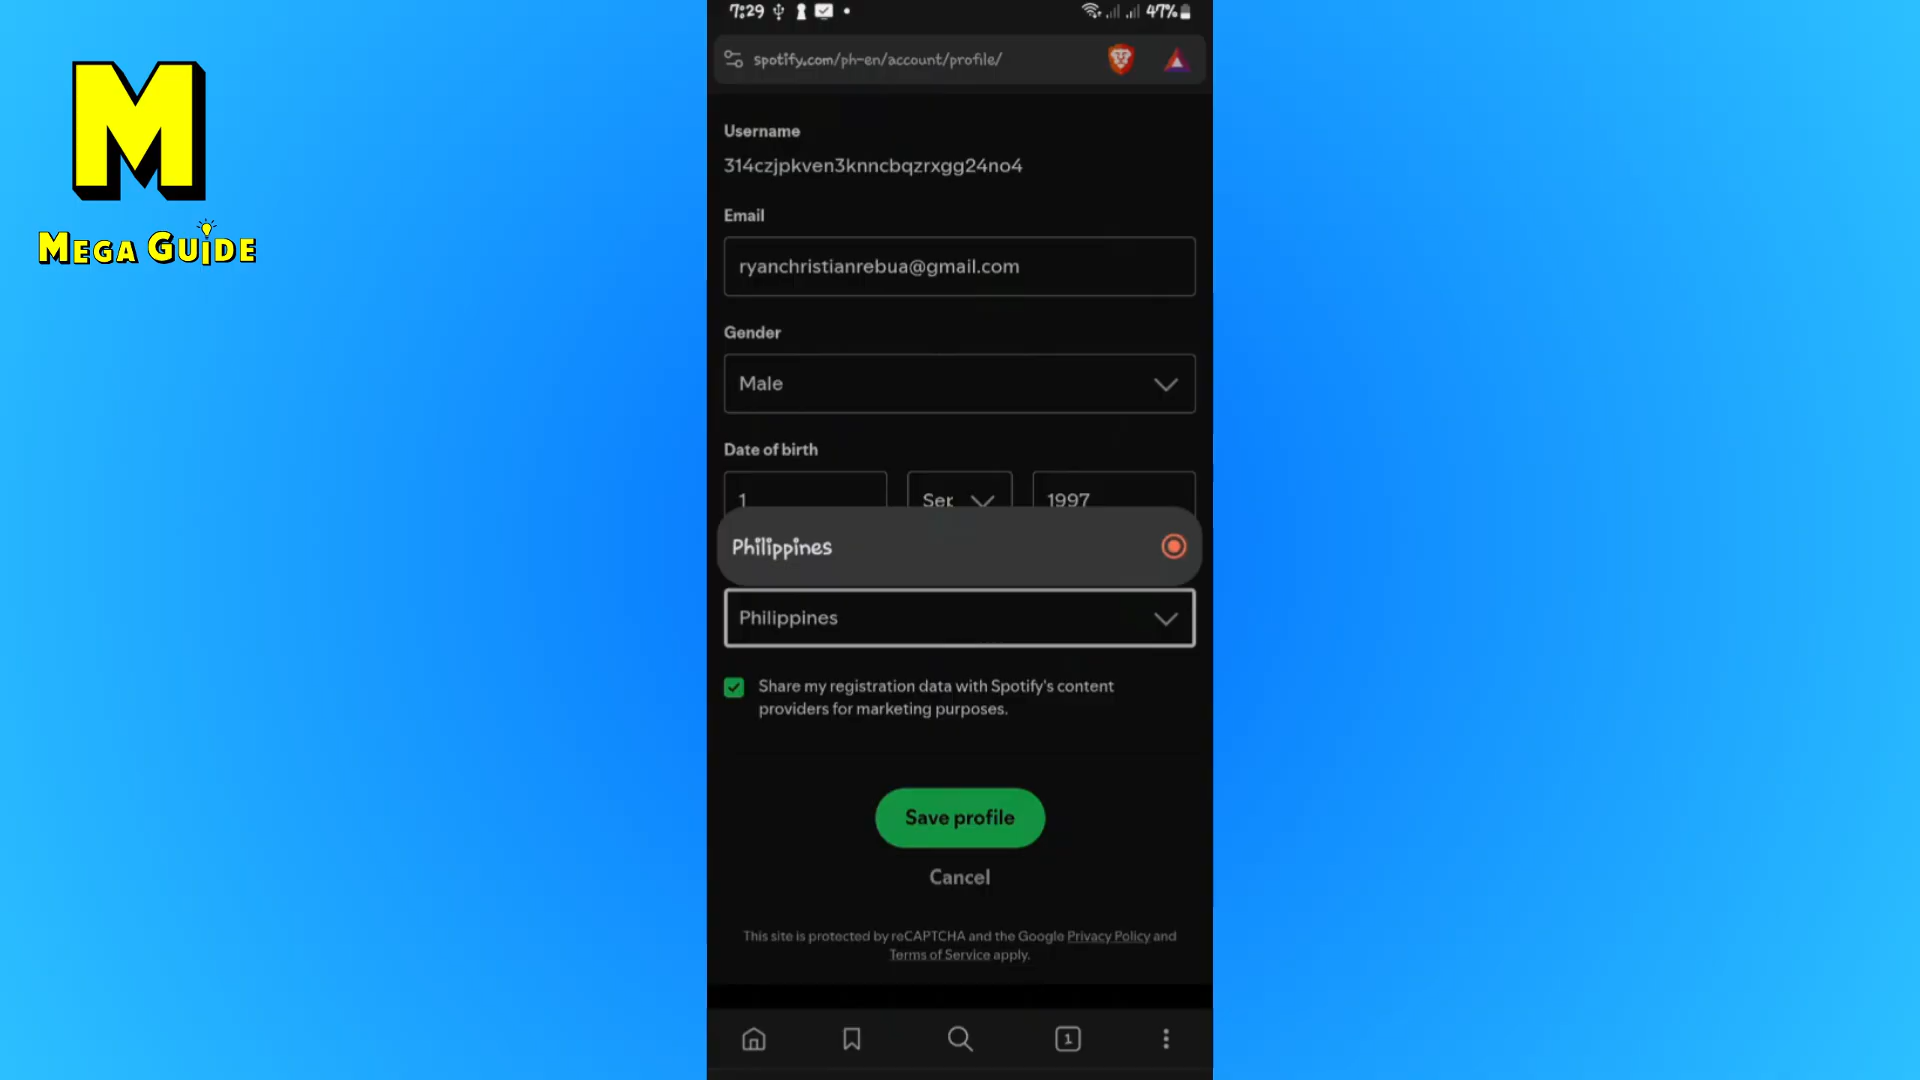 M
MEGA GUIDE
7:29
47%
spotify.com/ph-en/account/profile/
Username
314czjpkven3knncbqzrxgg24no4
Email
ryanchristianrebua@gmail.com
Gender
Male
Date of birth
1
Sep
1997
Philippines
Philippines
Share my registration data with Spotify's content
providers for marketing purposes.
Save profile
Cancel
This site is protected by reCAPTCHA and the Google Privacy Policy and
Terms of Service apply.
1